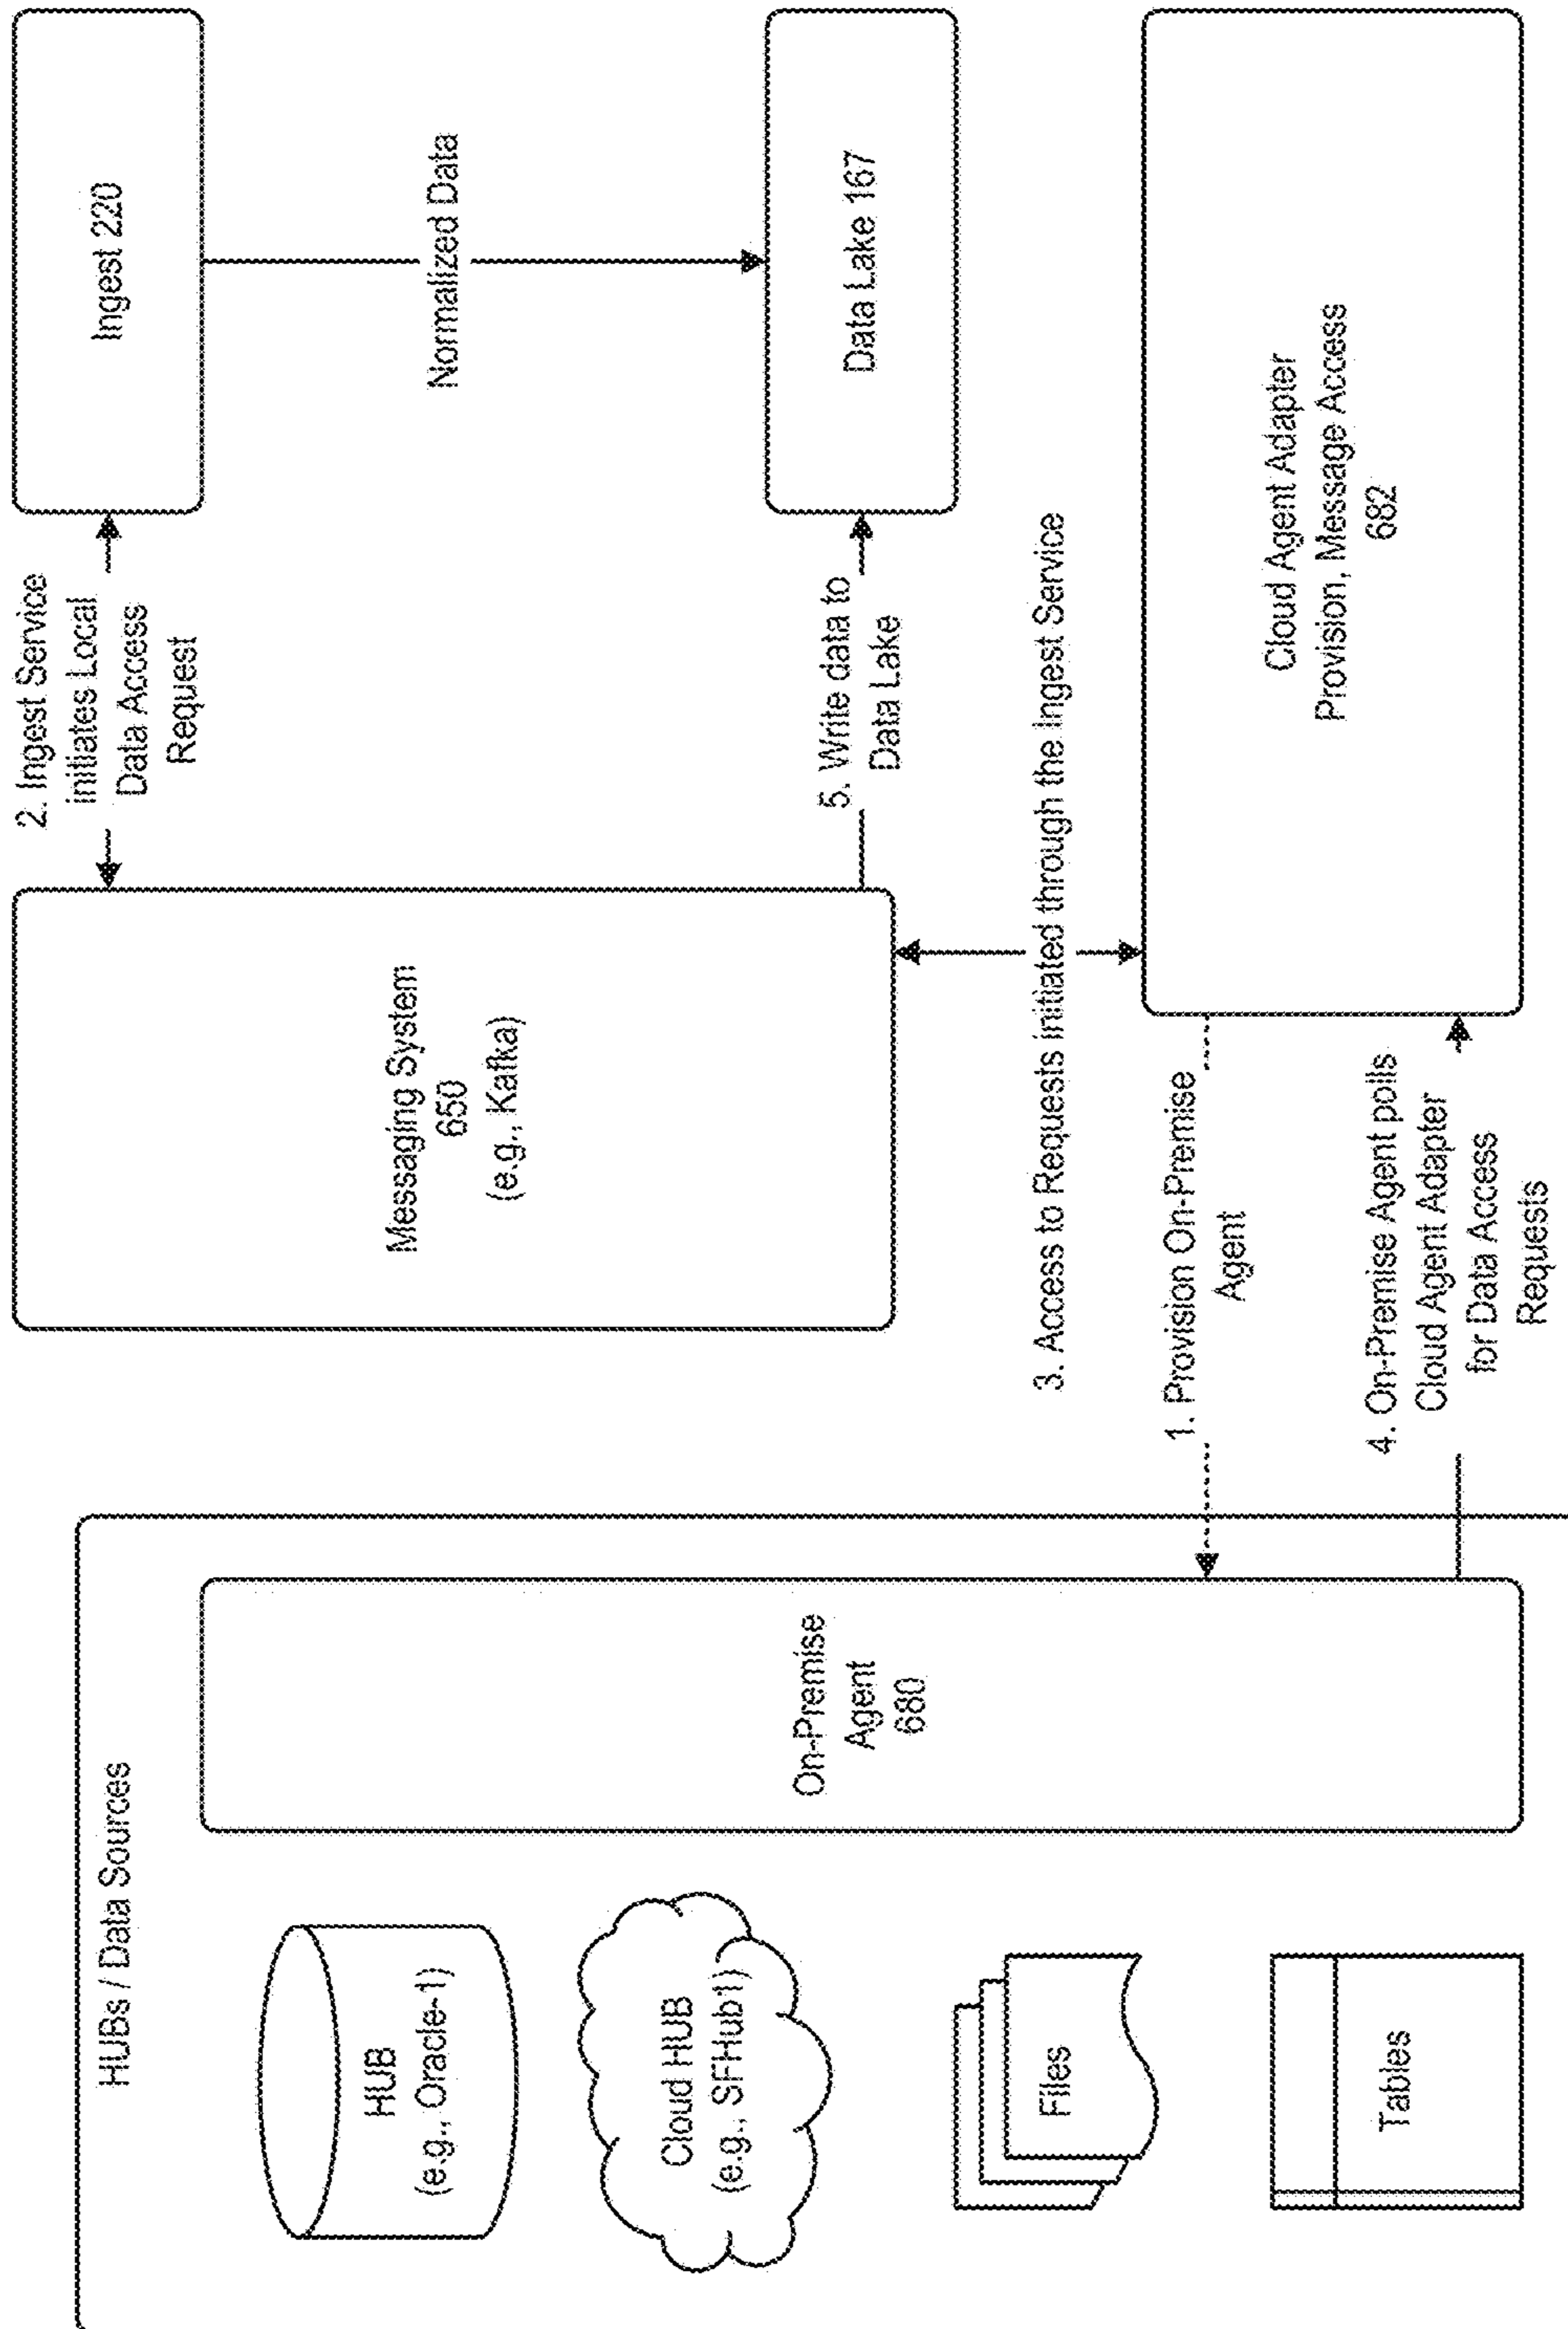 HUBs / Data Sources
HUB
(e.g., Oracle-1)
Cloud HUB
(e.g., SFHub1)
Files
Tables
On-Premise
Agent
680
Messaging System
650
(e.g., Kafka)
2. Ingest Service
initiates Local
Data Access
Request
Ingest 220
Normalized Data
5. Write data to
Data Lake
Data Lake 167
3. Access to Requests initiated through the Ingest Service
1. Provision On-Premise
Agent
4. On-Premise Agent polls
Cloud Agent Adapter
for Data Access
Requests
Cloud Agent Adapter
Provision, Message Access
682